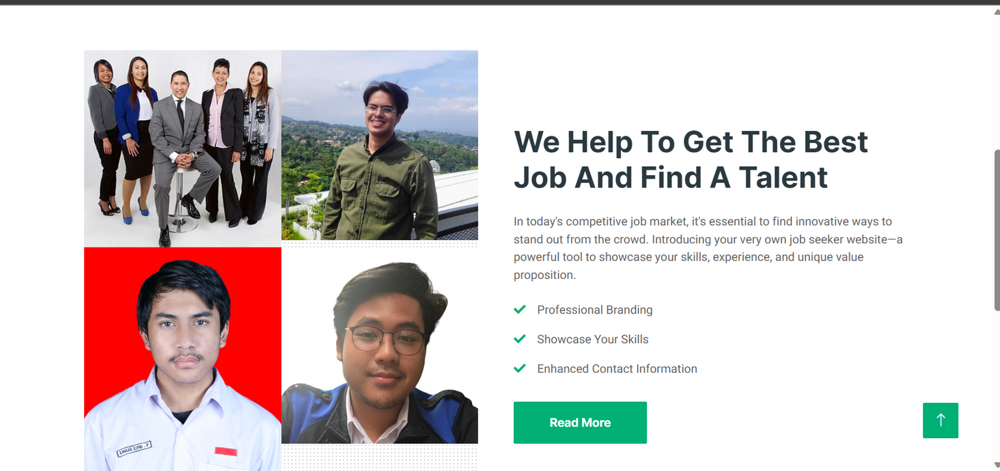 We Help To Get The Best
Job And Find A Talent
In today's competitive job market, it's essential to find innovative ways to
stand out from the crowd. Introducing your very own job seeker website—a
powerful tool to showcase your skills, experience, and unique value
proposition.
Professional Branding
Showcase Your Skills
Enhanced Contact Information
Read More